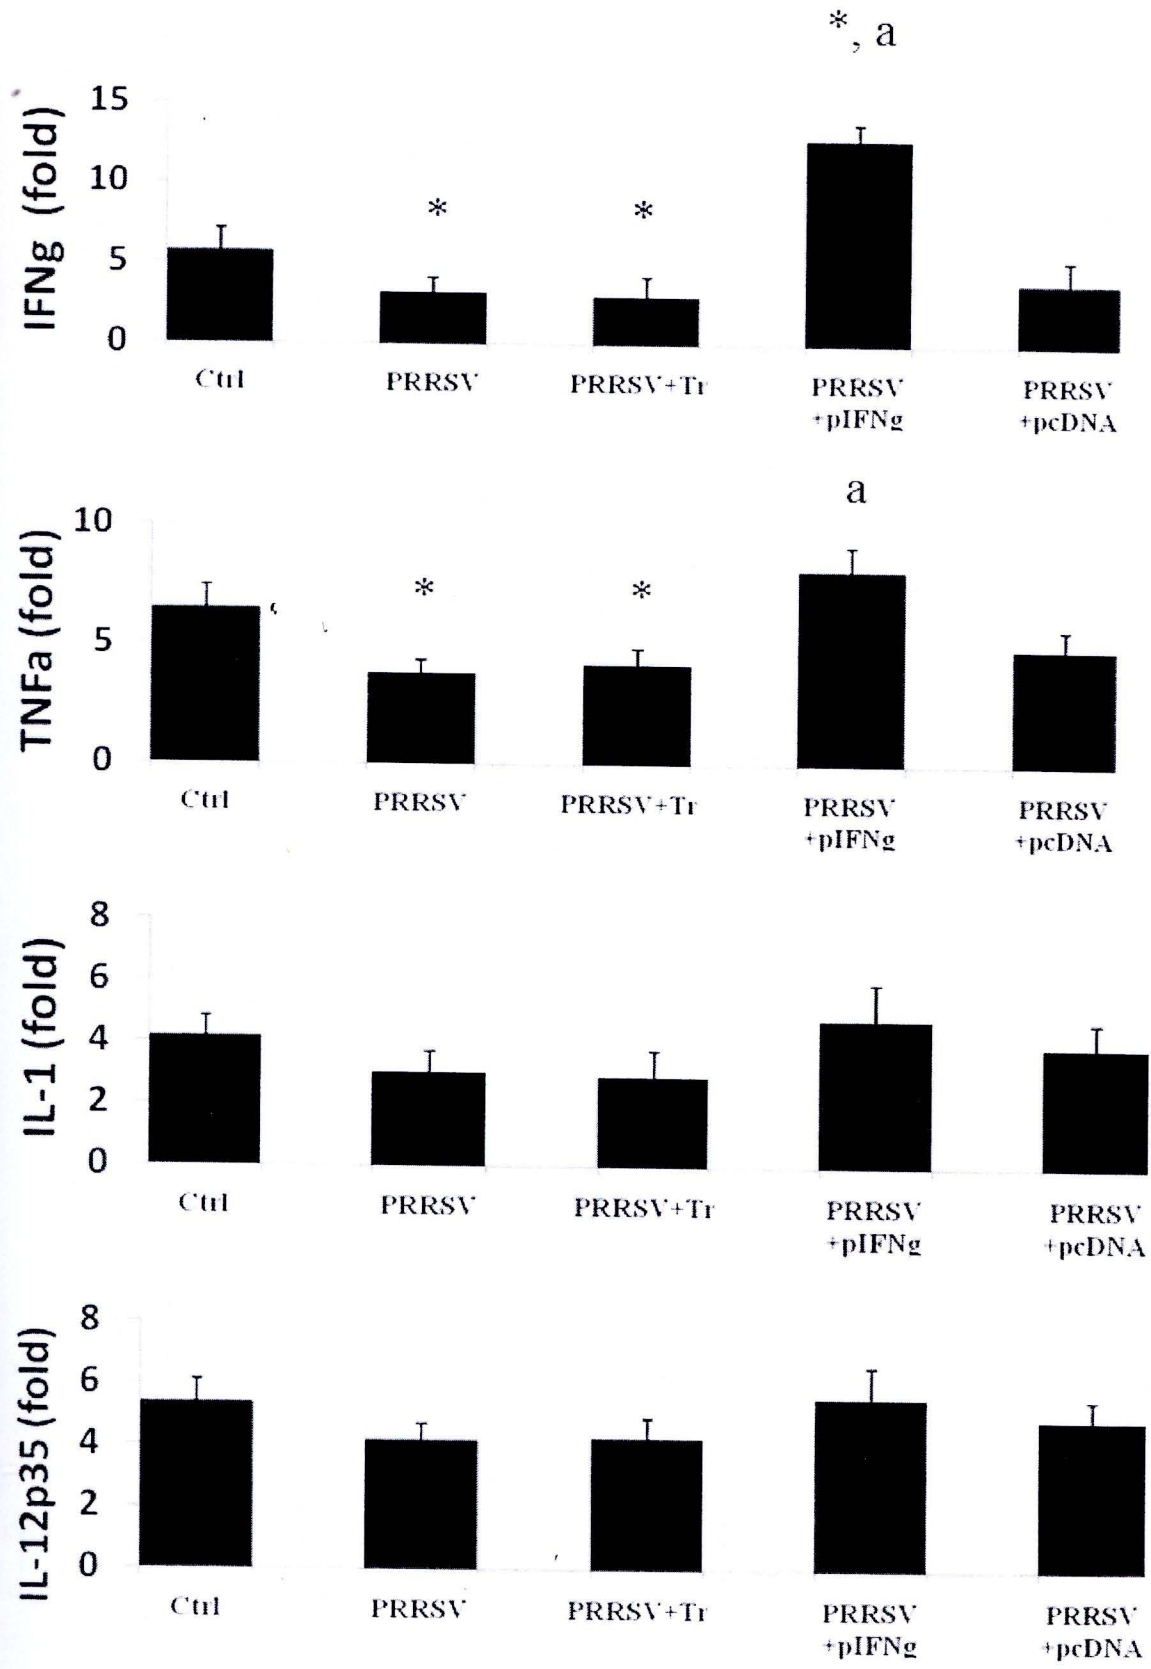 *, a
IFNg (fold)
15
10
5
0
*
*
Ctrl
PRRSV
PRRSV+Tr
PRRSV
+pIFNg
PRRSV
+pcDNA
a
TNFa (fold)
10
5
0
*
*
Ctrl
PRRSV
PRRSV+Tr
PRRSV
+pIFNg
PRRSV
+pcDNA
IL-1 (fold)
8
6
4
2
0
Ctrl
PRRSV
PRRSV+Tr
PRRSV
+pIFNg
PRRSV
+pcDNA
IL-12p35 (fold)
8
6
4
2
0
Ctrl
PRRSV
PRRSV+Tr
PRRSV
+pIFNg
PRRSV
+pcDNA